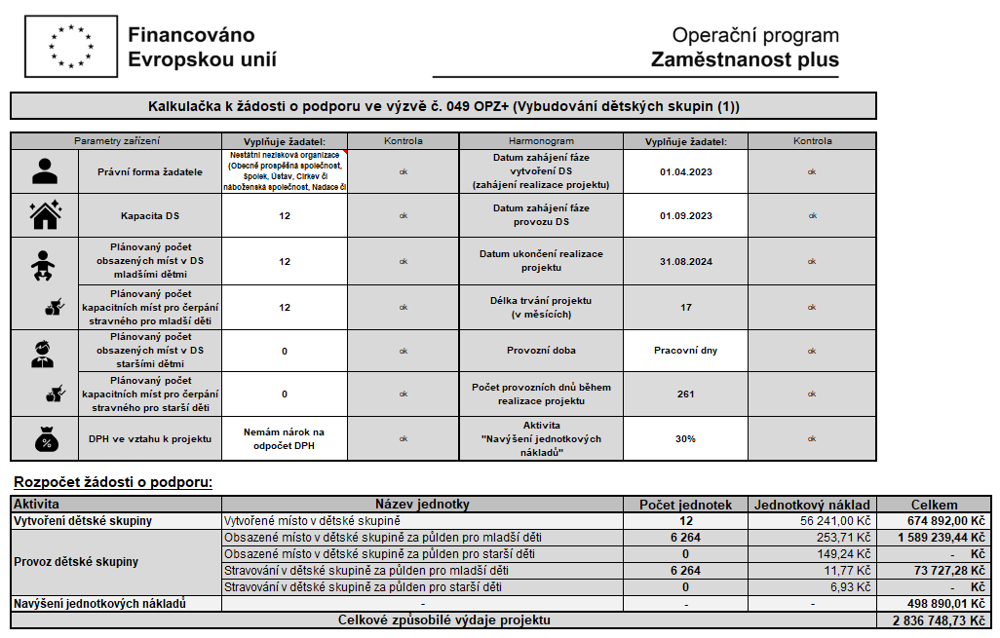 Financováno
Evropskou unií
Operační program
Zaměstnanost plus
Kalkulačka k žádosti o podporu ve výzvě č. 049 OPZ+ (Vybudování dětských skupin (1))
Parametry zařízení Vyplňuje žadatel: Kontrola Harmonogram Vyplňuje žadatel: Kontrola
Právní forma žadatele
Nestátní nezisková organizace
(Obecně prospěšná společnost,
Spolek, Ústav, Církev či
náboženská společnost, Nadace či
ok
Datum zahájení fáze
vytvoření DS
(zahájení realizace projektu)
01.04.2023
ok
Kapacita DS
12
ok
Datum zahájení fáze
provozu DS
01.09.2023
ok
Plánovaný počet
obsazených míst v DS
mladšími dětmi
12
ok
Datum ukončení realizace
projektu
31.08.2024
ok
Plánovaný počet
kapacitních míst pro čerpání
stravného pro mladší děti
12
ok
Délka trvání projektu
(v měsících)
17
ok
Plánovaný počet
obsazených míst v DS
staršími dětmi
0
ok
Provozní doba
Pracovní dny
ok
Plánovaný počet
kapacitních míst pro čerpání
stravného pro starší děti
0
ok
Počet provozních dnů během
realizace projektu
261
ok
%
DPH ve vztahu k projektu
Nemám nárok na
odpočet DPH
ok
Aktivita
"Navýšení jednotkových
nákladů"
30%
ok
Rozpočet žádosti o podporu:
Aktivita Název jednotky Počet jednotek Jednotkový náklad Celkem
Vytvoření dětské skupiny Vytvořené místo v dětské skupině 12 56 241,00 Kč 674 892,00 Kč
Provoz dětské skupiny
Obsazené místo v dětské skupině za půlden pro mladší děti 6 264 253,71 Kč 1 589 239,44 Kč
Obsazené místo v dětské skupině za půlden pro starší děti 0 149,24 Kč - Kč
Stravování v dětské skupině za půlden pro mladší děti 6 264 11,77 Kč 73 727,28 Kč
Stravování v dětské skupině za půlden pro starší děti 0 6,93 Kč - Kč
Navýšení jednotkových nákladů - - - 498 890,01 Kč
Celkové způsobilé výdaje projektu 2 836 748,73 Kč